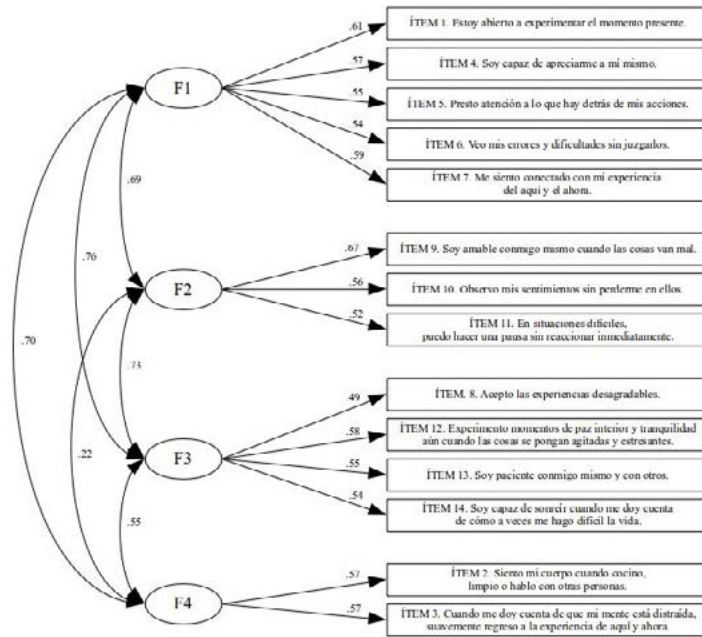 .61
ÍTEM 1. Estoy abierto a experimentar el momento presente.
.57
ÍTEM 4. Soy capaz de apreciarme a mí mismo.
F1
.55
ÍTEM 5. Presto atención a lo que hay detrás de mis acciones.
.54
ÍTEM 6. Veo mis errores y dificultades sin juzgarlos.
.59
ÍTEM 7. Me siento conectado con mi experiencia
del aquí y el ahora.
.69
.76
.67
ÍTEM 9. Soy amable conmigo mismo cuando las cosas van mal.
F2
.56
ÍTEM 10. Observo mis sentimientos sin perderme en ellos.
.52
ÍTEM 11. En situaciones difíciles,
puedo hacer una pausa sin reaccionar inmediatamente.
.70
.73
.49
ÍTEM. 8. Acepto las experiencias desagradables.
.58
ÍTEM 12. Experimento momentos de paz interior y tranquilidad
aún cuando las cosas se pongan agitadas y estresantes.
.22
F3
.55
ÍTEM 13. Soy paciente conmigo mismo y con otros.
.54
ÍTEM 14. Soy capaz de sonreír cuando me doy cuenta
de cómo a veces me hago difícil la vida.
.55
.57
ÍTEM 2. Siento mi cuerpo cuando cocino,
limpio o hablo con otras personas.
F4
.57
ÍTEM 3. Cuando me doy cuenta de que mi mente está distraída,
suavemente regreso a la experiencia de aquí y ahora.